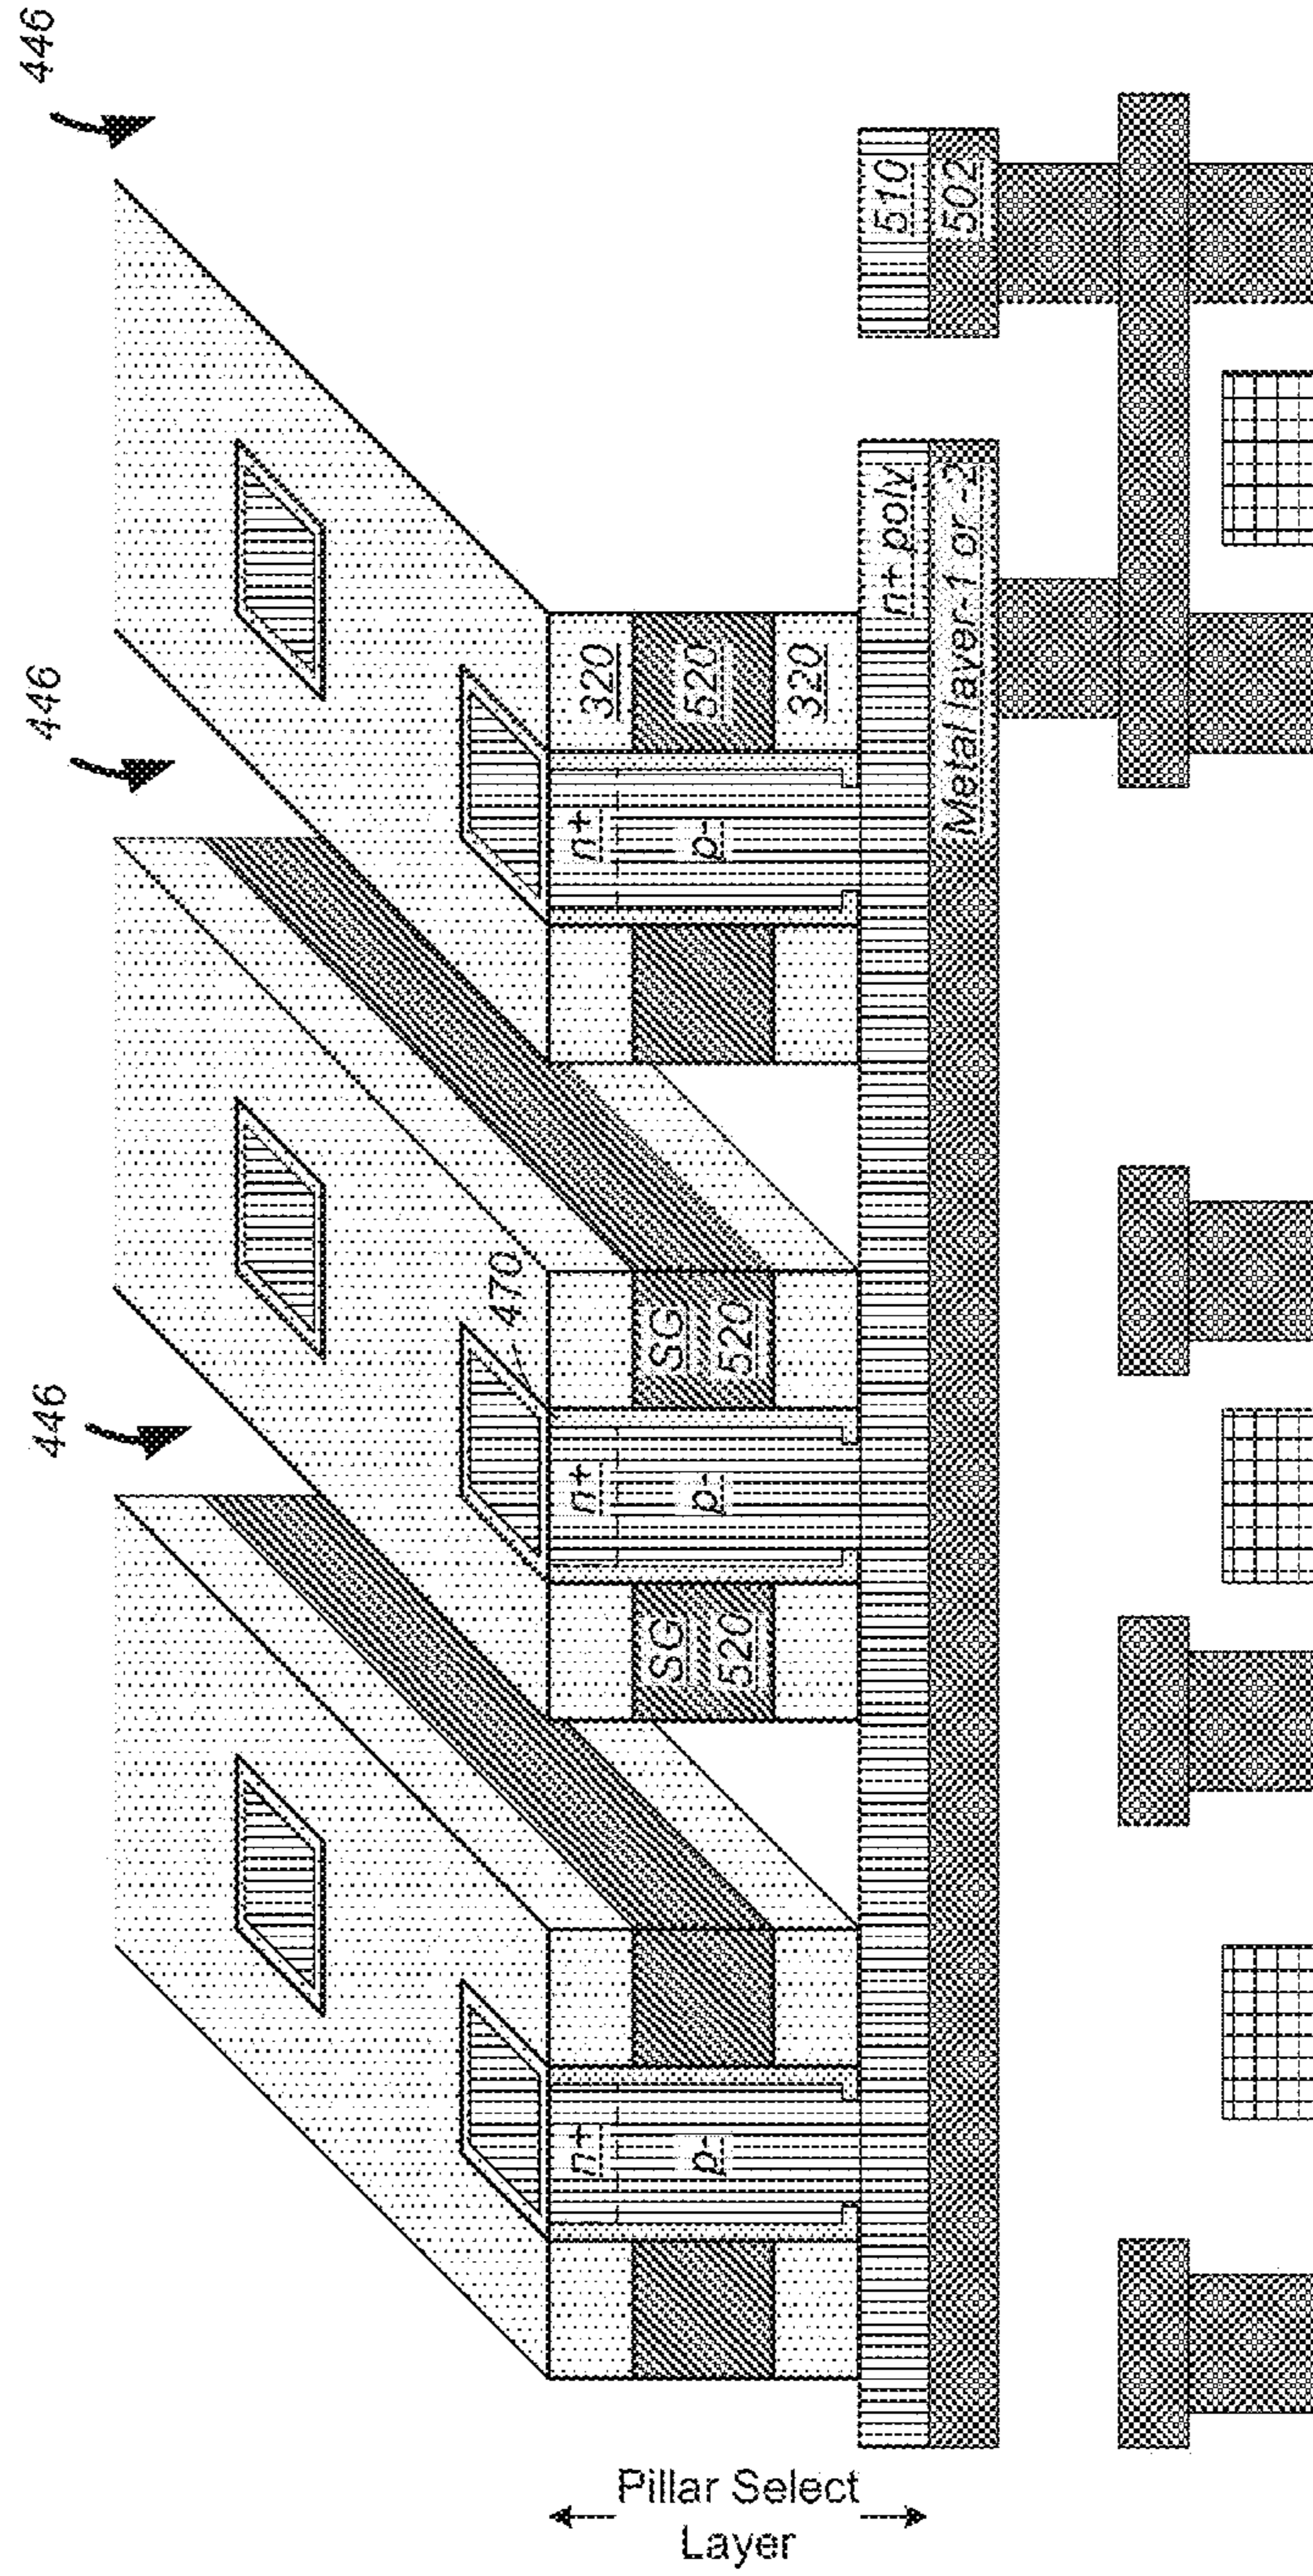 446
446
446
470
320
520
320
n+
p-
SG
520
n+
p-
SG
520
n+
p-
510
502
n+ poly
Metal layer-1 or -2
Pillar Select
Layer